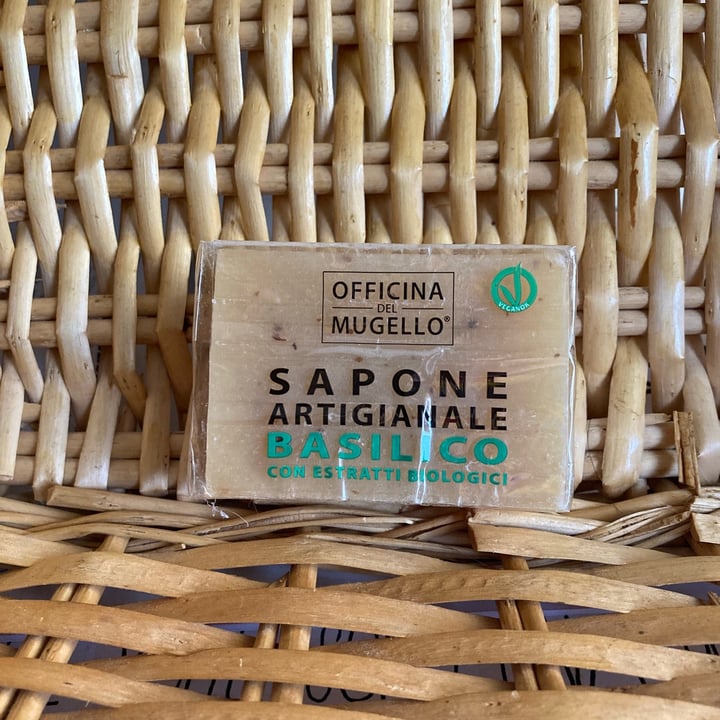 OFFICINA
DEL
MUGELLO®
VEGANOK
SAPONE
ARTIGIANALE
BASILICO
CON ESTRATTI BIOLOGICI